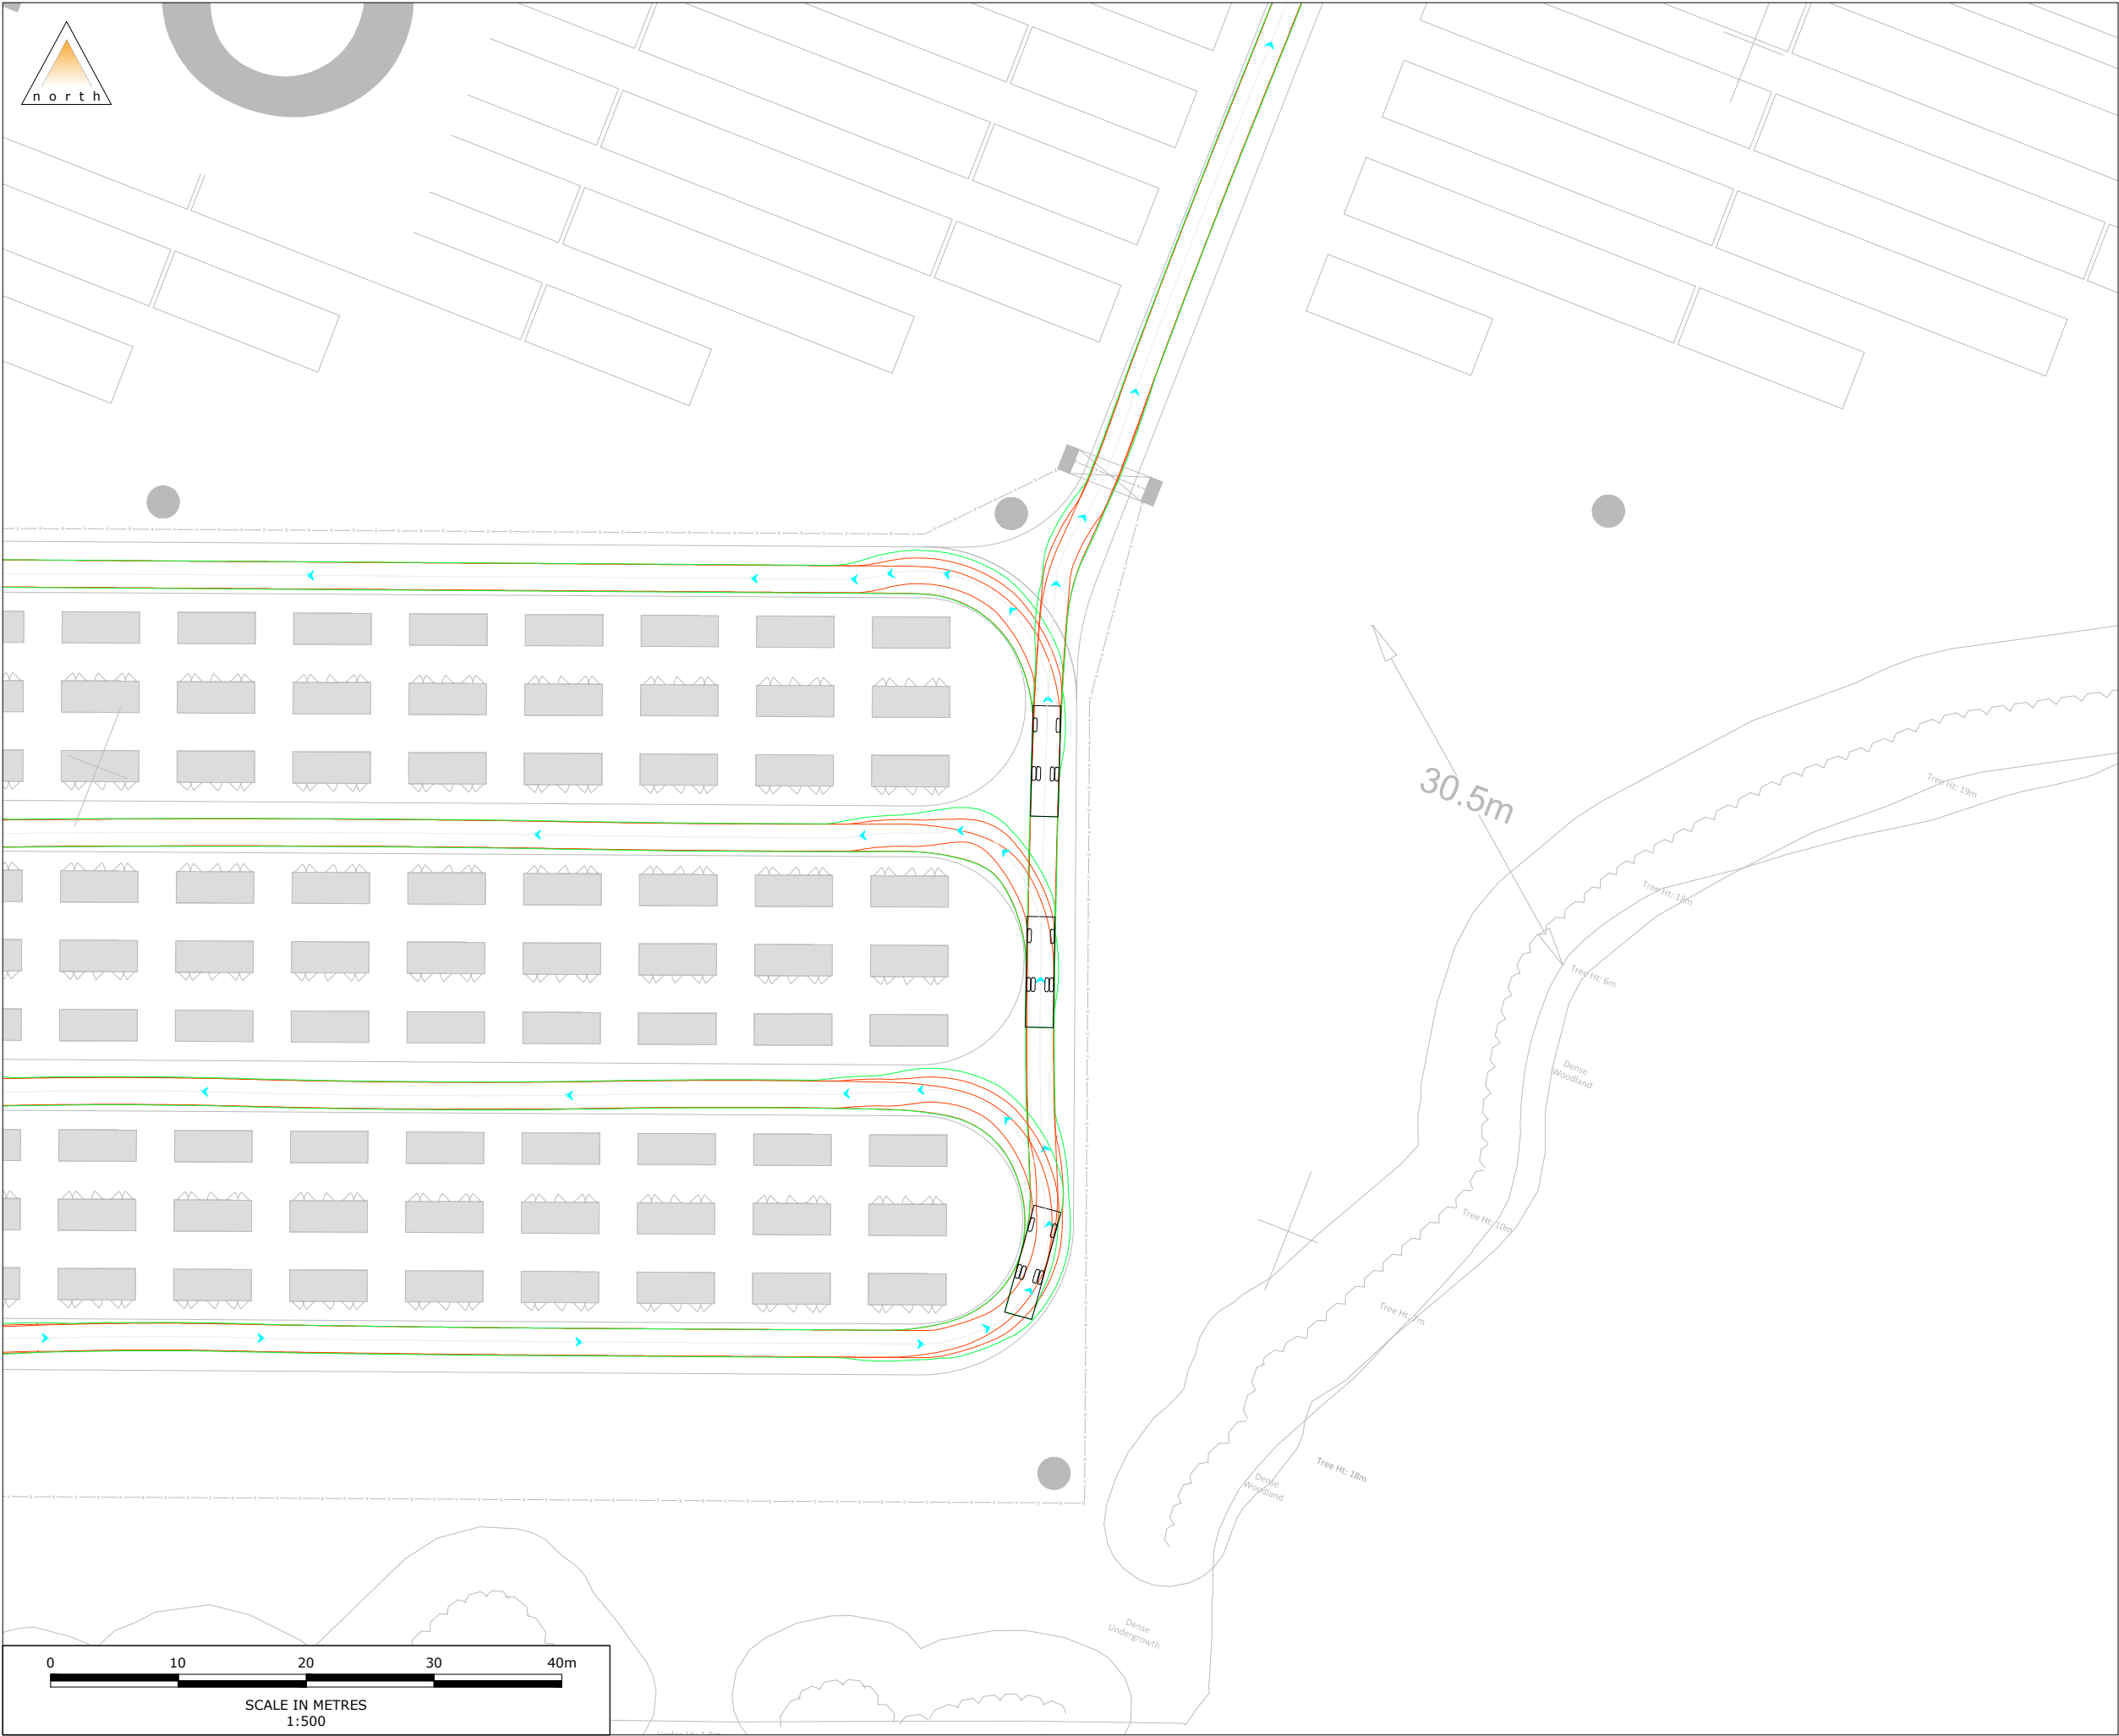 north
30.5m
Tree Ht: 19m
Tree Ht: 18m
Tree Ht: 6m
Dense
Woodland
Tree Ht: 10m
Tree Ht: 7m
Tree Ht: 18m
Dense
Woodland
Dense
Undergrowth
0 10 20 30 40m
SCALE IN METRES
1:500